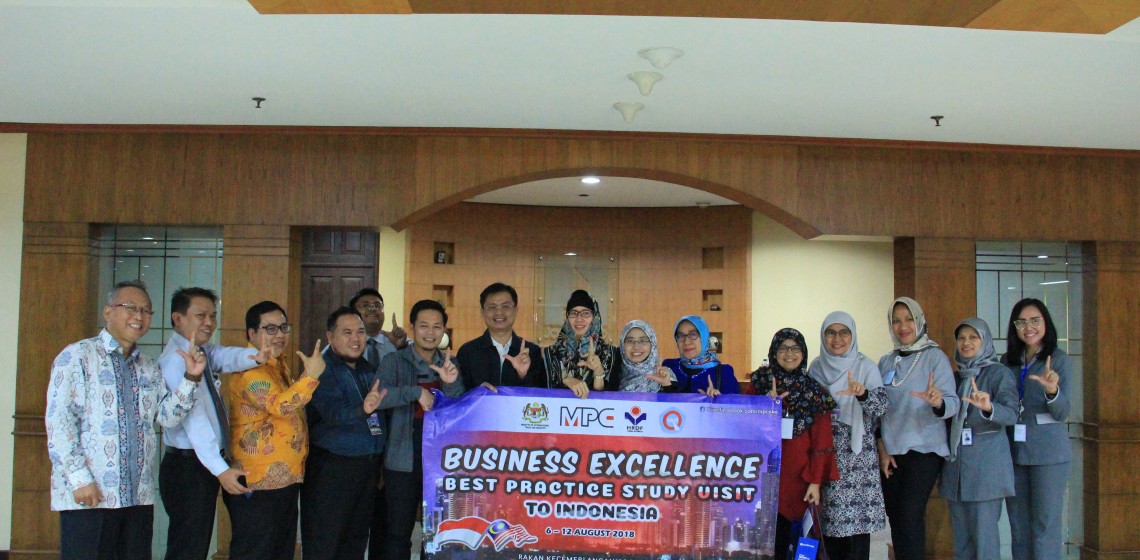 MPC
HRDF
BUSINESS EXCELLENCE
BEST PRACTICE STUDY VISIT
TO INDONESIA
6 – 12 AUGUST 2018